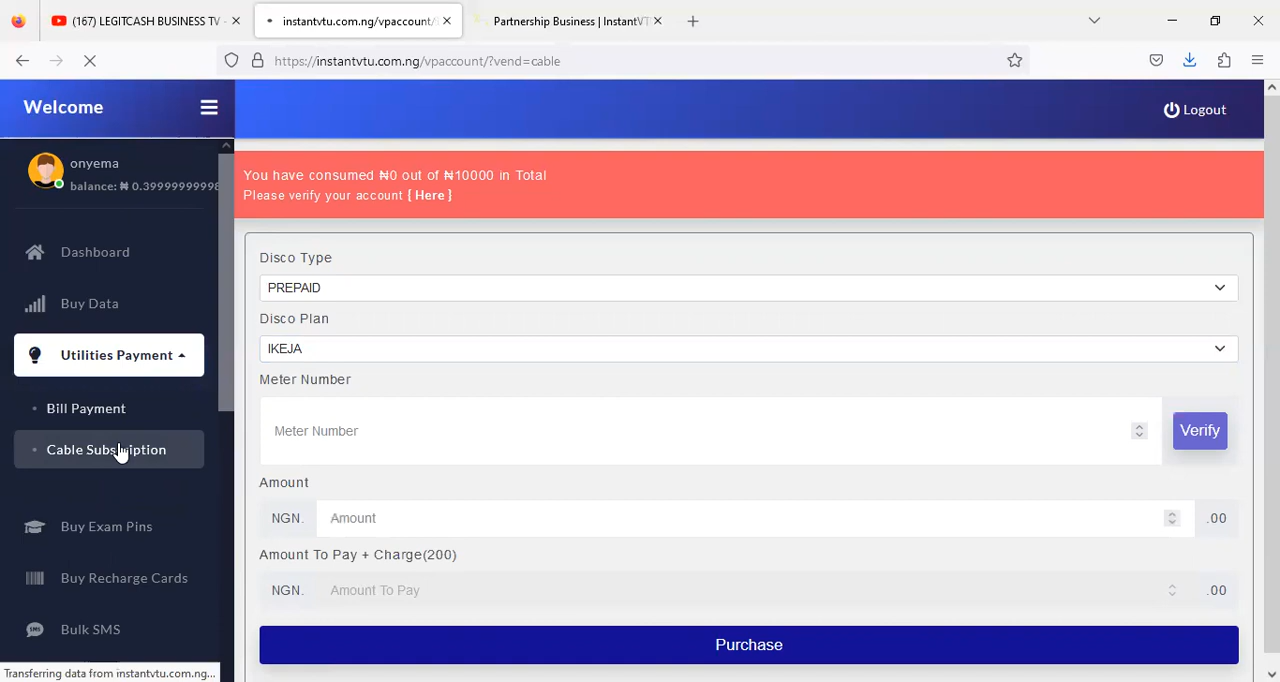 (167) LEGITCASH BUSINESS TV -
instantvtu.com.ng/vpaccount/
Partnership Business | InstantVT
https://instantvtu.com.ng/vpaccount/?vend=cable
Welcome
Logout
onyema
balance: ₦ 0.39999999998
You have consumed ₦0 out of ₦10000 in Total
Please verify your account [ Here ]
Dashboard
Buy Data
Utilities Payment
Bill Payment
Cable Subscription
Buy Exam Pins
Buy Recharge Cards
SMS Bulk SMS
Disco Type
PREPAID
Disco Plan
IKEJA
Meter Number
Meter Number
Verify
Amount
NGN. Amount .00
Amount To Pay + Charge(200)
NGN. Amount To Pay .00
Purchase
Transferring data from instantvtu.com.ng...